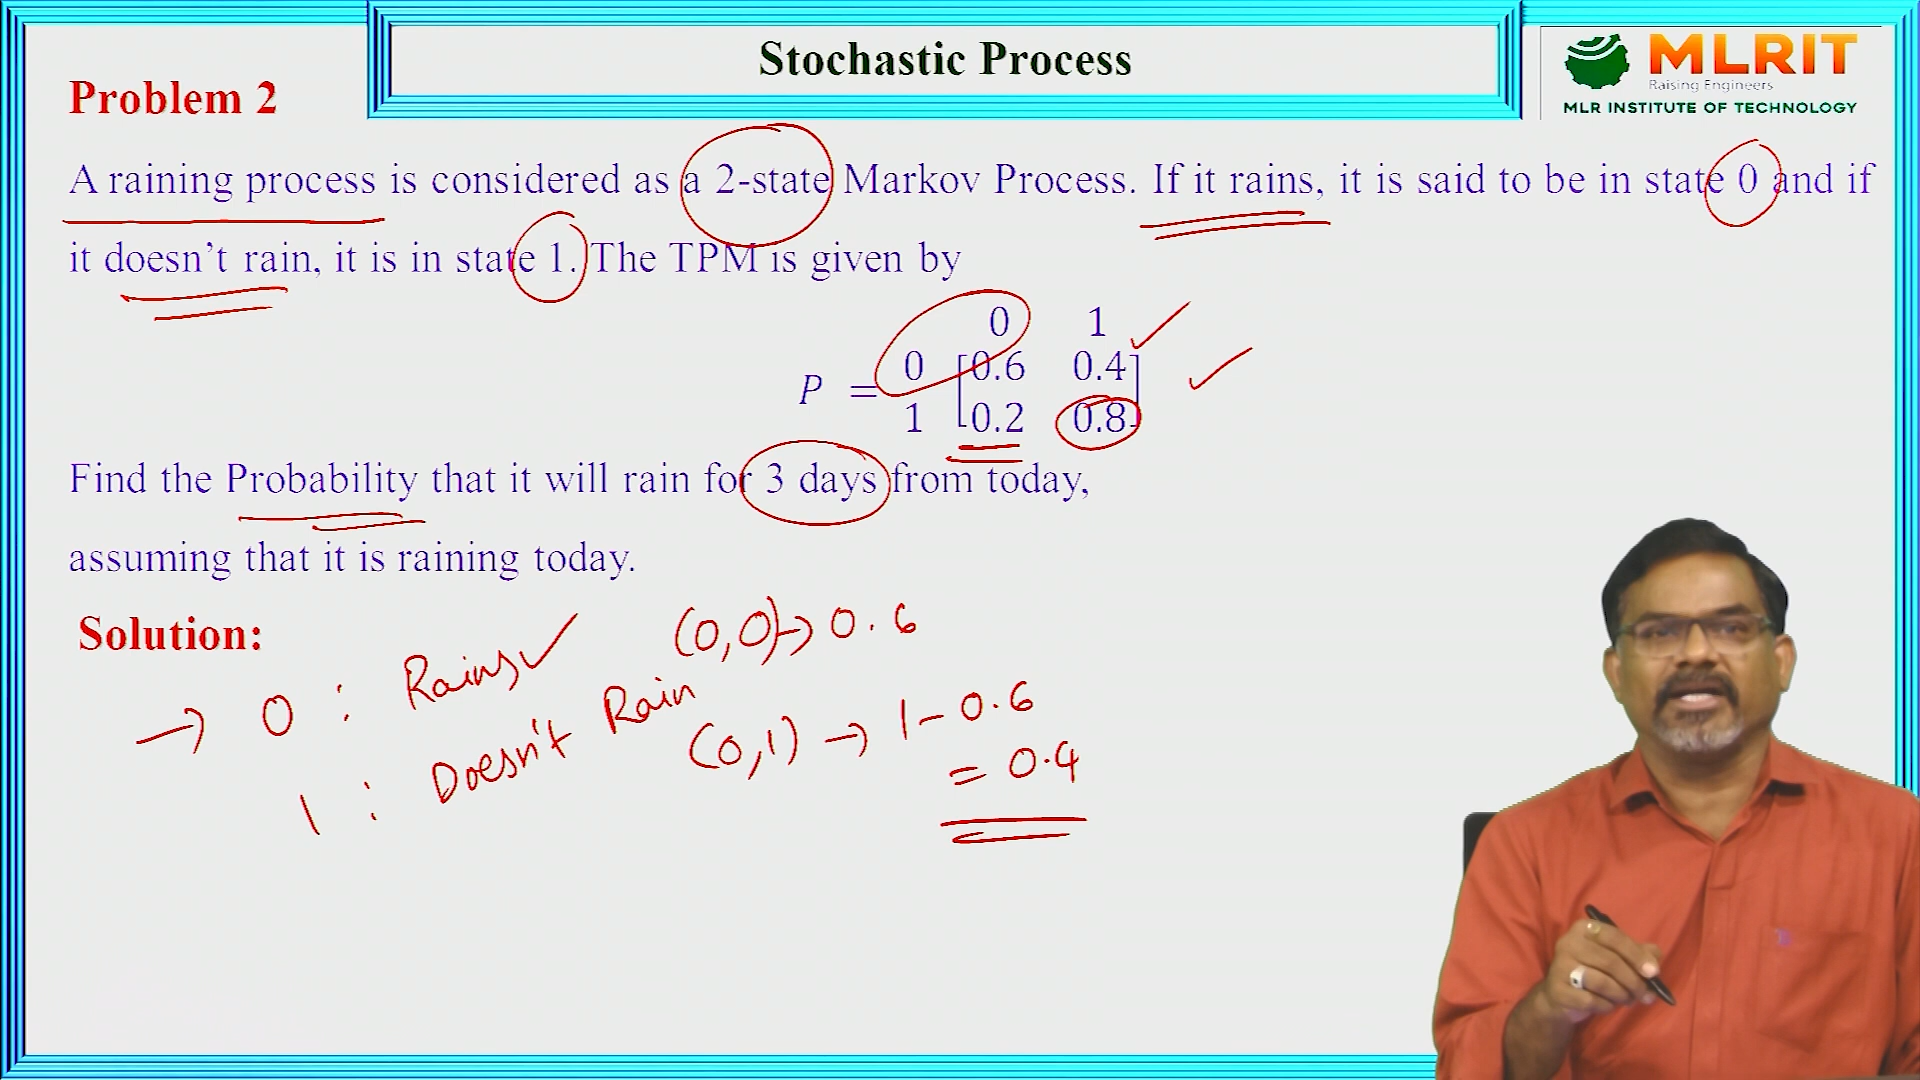 Stochastic Process
MLRIT
Raising Engineers
MLR INSTITUTE OF TECHNOLOGY
Problem 2
A raining process is considered as a 2-state Markov Process. If it rains, it is said to be in state 0 and if
it doesn't rain, it is in state 1. The TPM is given by
0 1
0 [0.6 0.4]
P =
1 [0.2 0.8]
Find the Probability that it will rain for 3 days from today,
assuming that it is raining today.
Solution:
→ 0 : Rains ✓
1 : Doesn't Rain
(0,0) → 0.6
(0,1) → 1 - 0.6
= 0.4